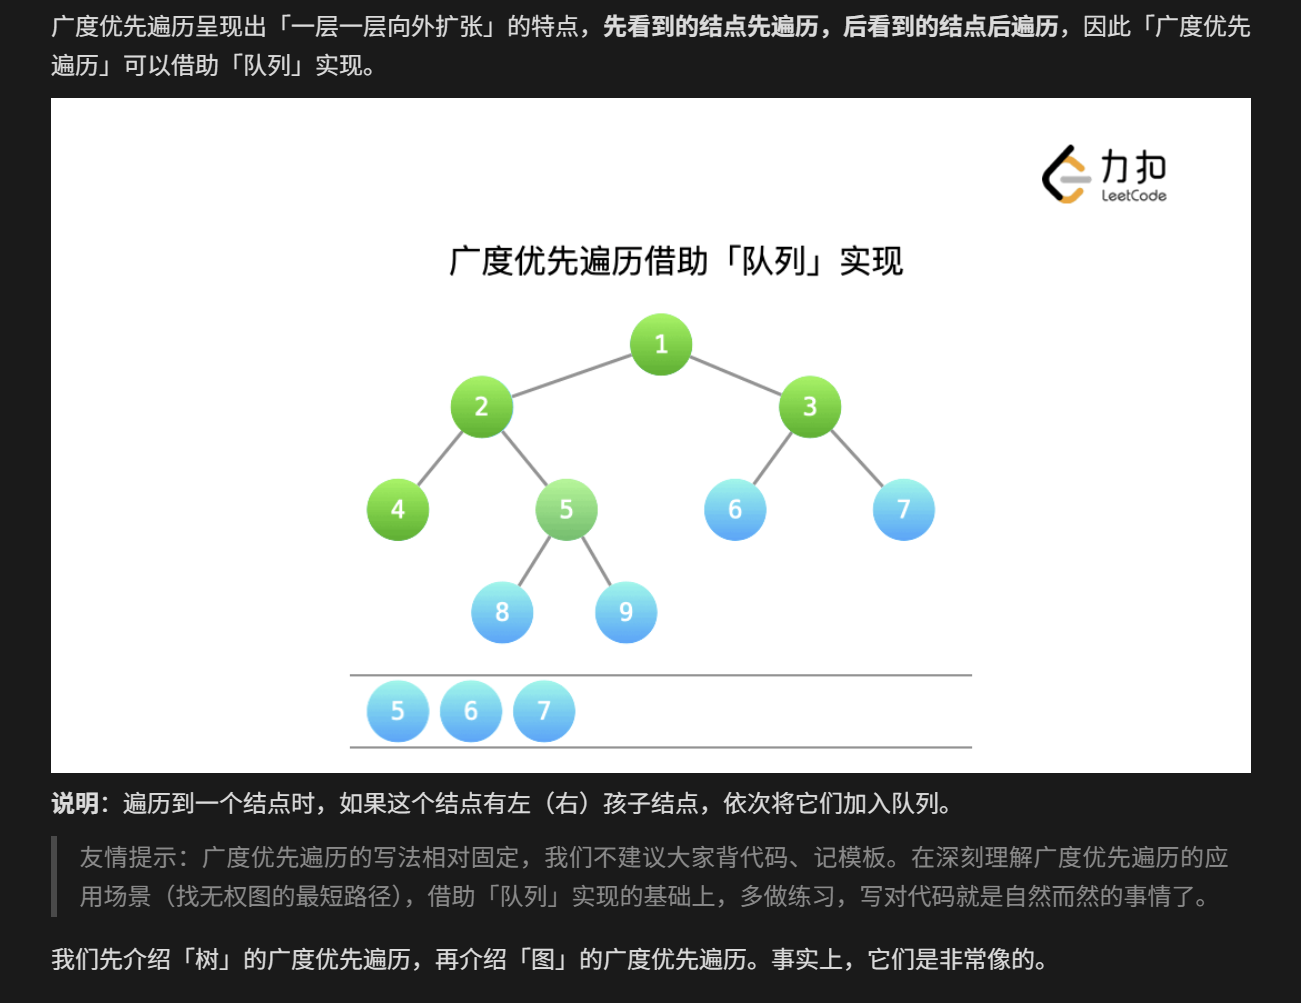 广度优先遍历呈现出「一层一层向外扩张」的特点，先看到的结点先遍历，后看到的结点后遍历，因此「广度优先
遍历」可以借助「队列」实现。
力扣
LeetCode
广度优先遍历借助「队列」实现
1
2
3
4
5
6
7
8
9
5 6 7
说明：遍历到一个结点时，如果这个结点有左（右）孩子结点，依次将它们加入队列。
友情提示：广度优先遍历的写法相对固定，我们不建议大家背代码、记模板。在深刻理解广度优先遍历的应
用场景（找无权图的最短路径），借助「队列」实现的基础上，多做练习，写对代码就是自然而然的事情了。
我们先介绍「树」的广度优先遍历，再介绍「图」的广度优先遍历。事实上，它们是非常像的。